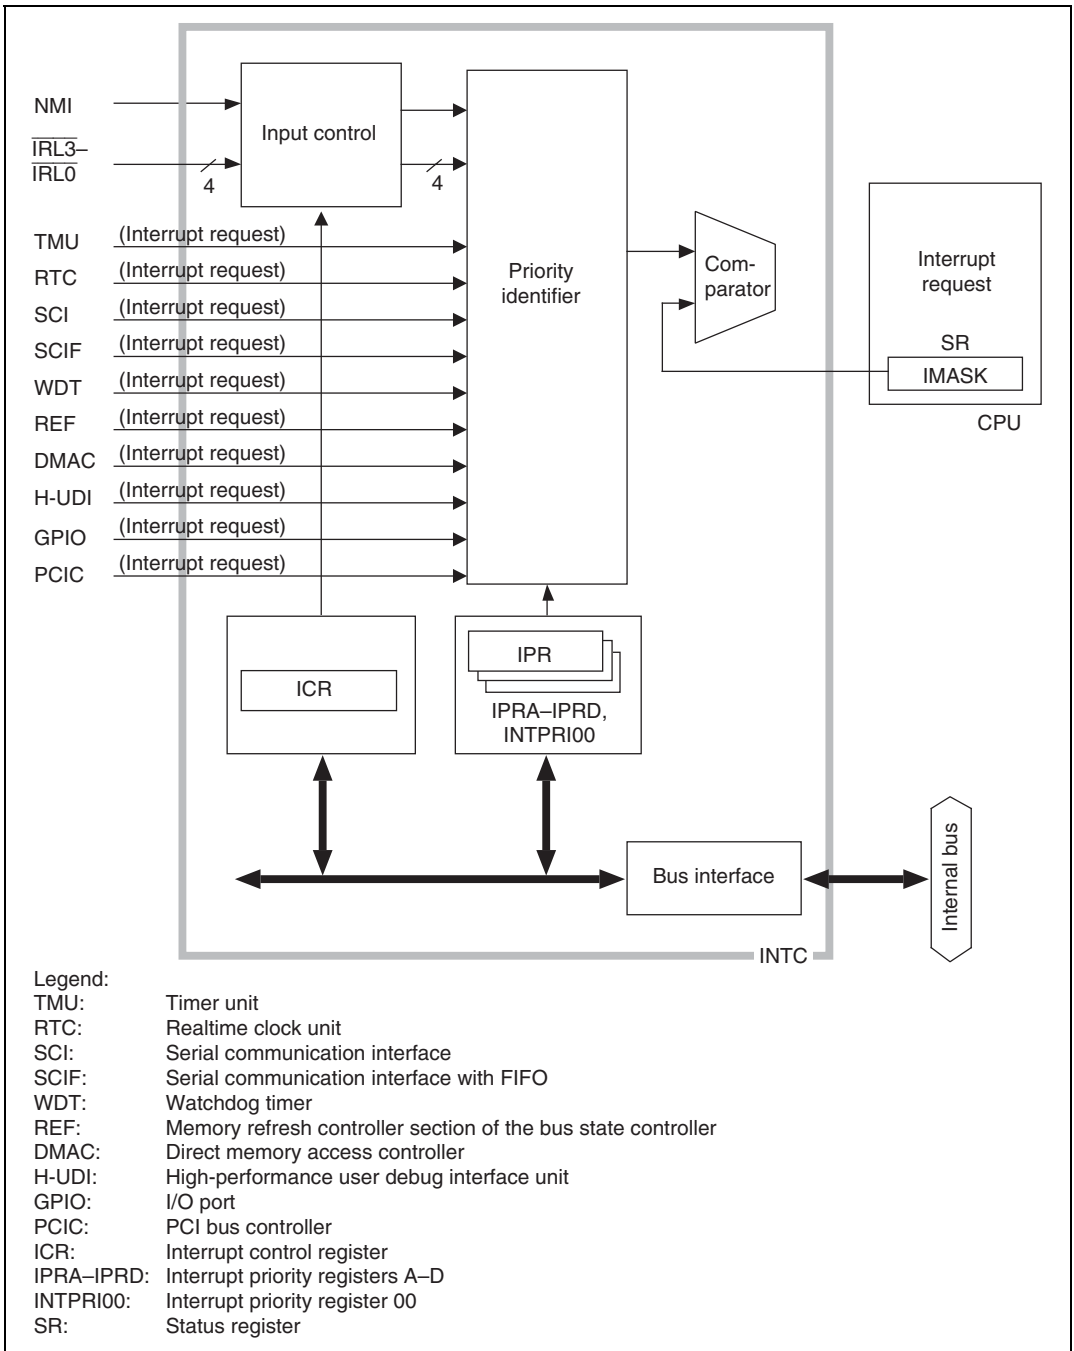 NMI
IRL3–
IRL0
4
Input control
4
TMU (Interrupt request)
RTC (Interrupt request)
SCI (Interrupt request)
SCIF (Interrupt request)
WDT (Interrupt request)
REF (Interrupt request)
DMAC (Interrupt request)
H-UDI (Interrupt request)
GPIO (Interrupt request)
PCIC (Interrupt request)
Priority
identifier
Com-
parator
Interrupt
request
SR
IMASK
CPU
ICR
IPR
IPRA–IPRD,
INTPRI00
Bus interface
Internal bus
INTC
Legend:
TMU: Timer unit
RTC: Realtime clock unit
SCI: Serial communication interface
SCIF: Serial communication interface with FIFO
WDT: Watchdog timer
REF: Memory refresh controller section of the bus state controller
DMAC: Direct memory access controller
H-UDI: High-performance user debug interface unit
GPIO: I/O port
PCIC: PCI bus controller
ICR: Interrupt control register
IPRA–IPRD: Interrupt priority registers A–D
INTPRI00: Interrupt priority register 00
SR: Status register